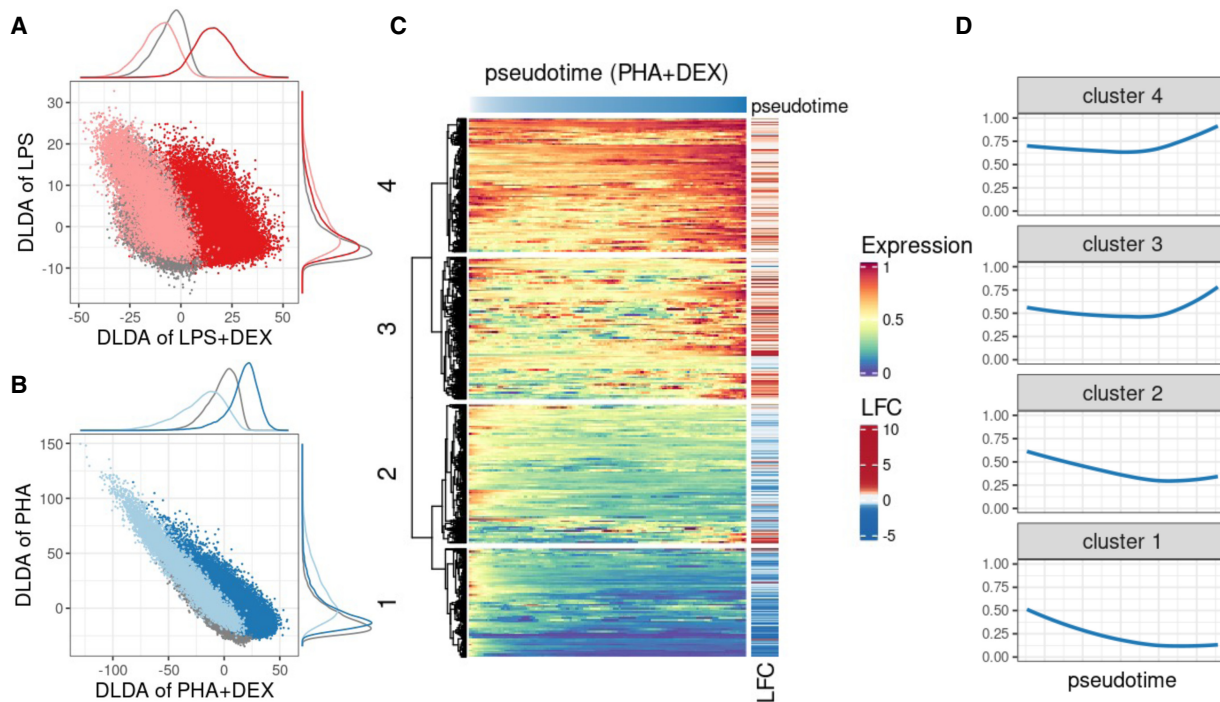 A
DLDA of LPS
30
20
10
0
-10
-50
-25
0
25
50
DLDA of LPS+DEX
B
DLDA of PHA
150
100
50
0
-100
-50
0
50
DLDA of PHA+DEX
C
pseudotime (PHA+DEX)
pseudotime
4
3
2
1
LFC
Expression
1
0.5
0
LFC
10
5
0
-5
D
cluster 4
1.00
0.75
0.50
0.25
0.00
cluster 3
1.00
0.75
0.50
0.25
0.00
cluster 2
1.00
0.75
0.50
0.25
0.00
cluster 1
1.00
0.75
0.50
0.25
0.00
pseudotime